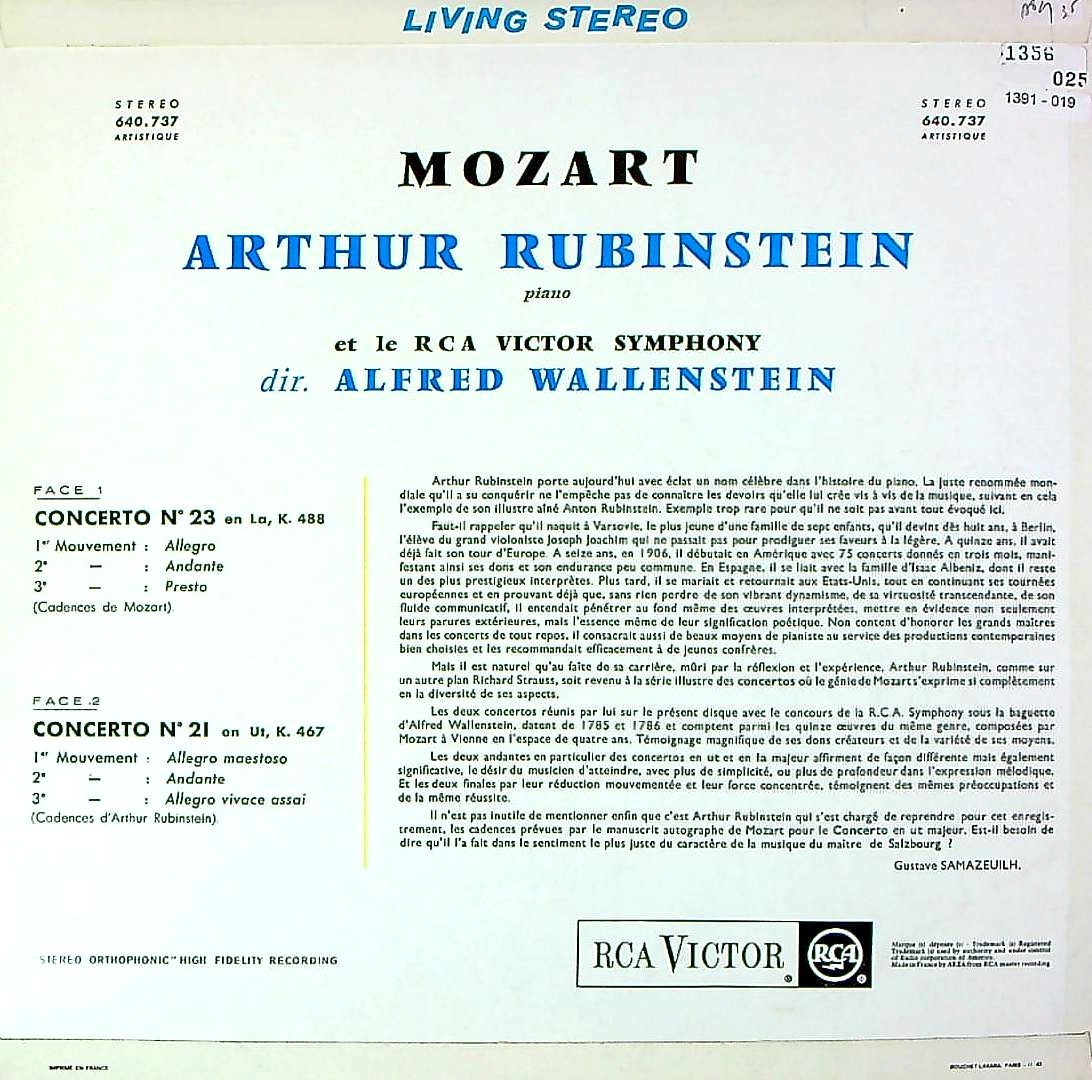 LIVING STEREO
1356
025
1391 - 019
STEREO
640.737
ARTISTIQUE
STEREO
640.737
ARTISTIQUE
MOZART
ARTHUR RUBINSTEIN
piano
et le RCA VICTOR SYMPHONY
dir. ALFRED WALLENSTEIN
FACE 1
CONCERTO N° 23 en La, K. 488
1er Mouvement : Allegro
2e — : Andante
3e — : Presto
(Cadences de Mozart)
FACE 2
CONCERTO N° 21 en Ut, K. 467
1er Mouvement : Allegro maestoso
2e — : Andante
3e — : Allegro vivace assai
(Cadences d'Arthur Rubinstein)
Arthur Rubinstein porte aujourd'hui avec éclat un nom célèbre dans l'histoire du piano. La juste renommée mon-
diale qu'il a su conquérir ne l'empêche pas de connaître les devoirs qu'elle lui crée vis à vis de la musique, suivant en cela
l'exemple de son illustre aîné Anton Rubinstein. Exemple trop rare pour qu'il ne soit pas avant tout évoqué ici.
Faut-il rappeler qu'il naquit à Varsovie, le plus jeune d'une famille de sept enfants, qu'il devint dès huit ans, à Berlin,
l'élève du grand violoniste Joseph Joachim qui ne passait pas pour prodiguer ses faveurs à la légère. A quinze ans, il avait
déjà fait son tour d'Europe. A seize ans, en 1906, il débutait en Amérique avec 75 concerts donnés en trois mois, mani-
festant ainsi ses dons et son endurance peu commune. En Espagne, il se liait avec la famille d'Isaac Albeniz, dont il reste
un des plus prestigieux interprètes. Plus tard, il se mariait et retournait aux Etats-Unis, tout en continuant ses tournées
européennes et en prouvant déjà que, sans rien perdre de son vibrant dynamisme, de sa virtuosité transcendante, de son
fluide communicatif, il entendait pénétrer au fond même des œuvres interprétées, mettre en évidence non seulement
leurs parures extérieures, mais l'essence même de leur signification poétique. Non content d'honorer les grands maîtres
dans les concerts de tout repos, il consacrait aussi de beaux moyens de pianiste au service des productions contemporaines
bien choisies et les recommandait efficacement à de jeunes confrères.
Mais il est naturel qu'au faîte de sa carrière, mûri par la réflexion et l'expérience, Arthur Rubinstein, comme sur
un autre plan Richard Strauss, soit revenu à la série illustre des concertos où le génie de Mozart s'exprime si complètement
en la diversité de ses aspects.
Les deux concertos réunis par lui sur le présent disque avec le concours de la R.C.A. Symphony sous la baguette
d'Alfred Wallenstein, datent de 1785 et 1786 et comptent parmi les quinze œuvres du même genre, composées par
Mozart à Vienne en l'espace de quatre ans. Témoignage magnifique de ses dons créateurs et de la variété de ses moyens.
Les deux andantes en particulier des concertos en ut et en la majeur affirment de façon différente mais également
significative, le désir du musicien d'atteindre, avec plus de simplicité, ou plus de profondeur dans l'expression mélodique.
Et les deux finales par leur réduction mouvementée et leur force concentrée, témoignent des mêmes préoccupations et
de la même réussite.
Il n'est pas inutile de mentionner enfin que c'est Arthur Rubinstein qui s'est chargé de reprendre pour cet enregis-
trement, les cadences prévues par le manuscrit autographe de Mozart pour le Concerto en ut majeur. Est-il besoin de
dire qu'il l'a fait dans le sentiment le plus juste du caractère de la musique du maître de Salzbourg ?
Gustave SAMAZEUILH.
STEREO ORTHOPHONIC" HIGH FIDELITY RECORDING
RCA VICTOR
RCA
Marque (s) déposée (s) - Trademark (s) Registered
Trademark (s) used by authority and under control
of Radio corporation of America.
Made in France by AREA from RCA master recording
IMPRIMÉ EN FRANCE
BOUCHET LAKARA, PARIS